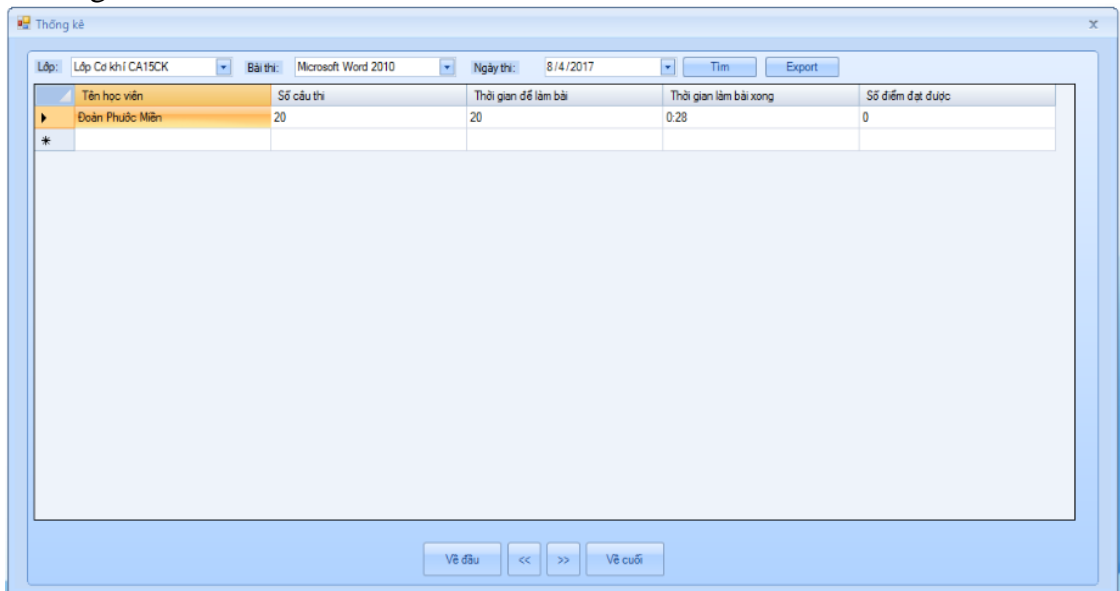 Thống kê
x
Lớp: Lớp Cơ khí CA15CK Bài thi: Microsoft Word 2010 Ngày thi: 8/4/2017 Tìm Export
Tên học viên Số câu thi Thời gian để làm bài Thời gian làm bài xong Số điểm đạt được
Đoàn Phước Miền 20 20 0:28 0
Về đầu << >> Về cuối